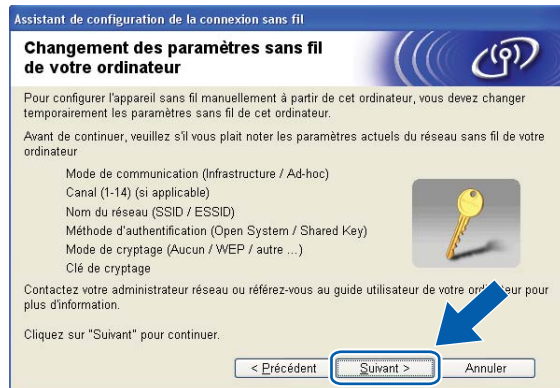 Assistant de configuration de la connexion sans fil
Changement des paramètres sans fil
de votre ordinateur
Pour configurer l'appareil sans fil manuellement à partir de cet ordinateur, vous devez changer
temporairement les paramètres sans fil de cet ordinateur.
Avant de continuer, veuillez s'il vous plait noter les paramètres actuels du réseau sans fil de votre
ordinateur
Mode de communication (Infrastructure / Ad-hoc)
Canal (1-14) (si applicable)
Nom du réseau (SSID / ESSID)
Méthode d'authentification (Open System / Shared Key)
Mode de cryptage (Aucun / WEP / autre ...)
Clé de cryptage
Contactez votre administrateur réseau ou référez-vous au guide utilisateur de votre pour
plus d'information.
Cliquez sur "Suivant" pour continuer.
< Précédent Suivant > Annuler